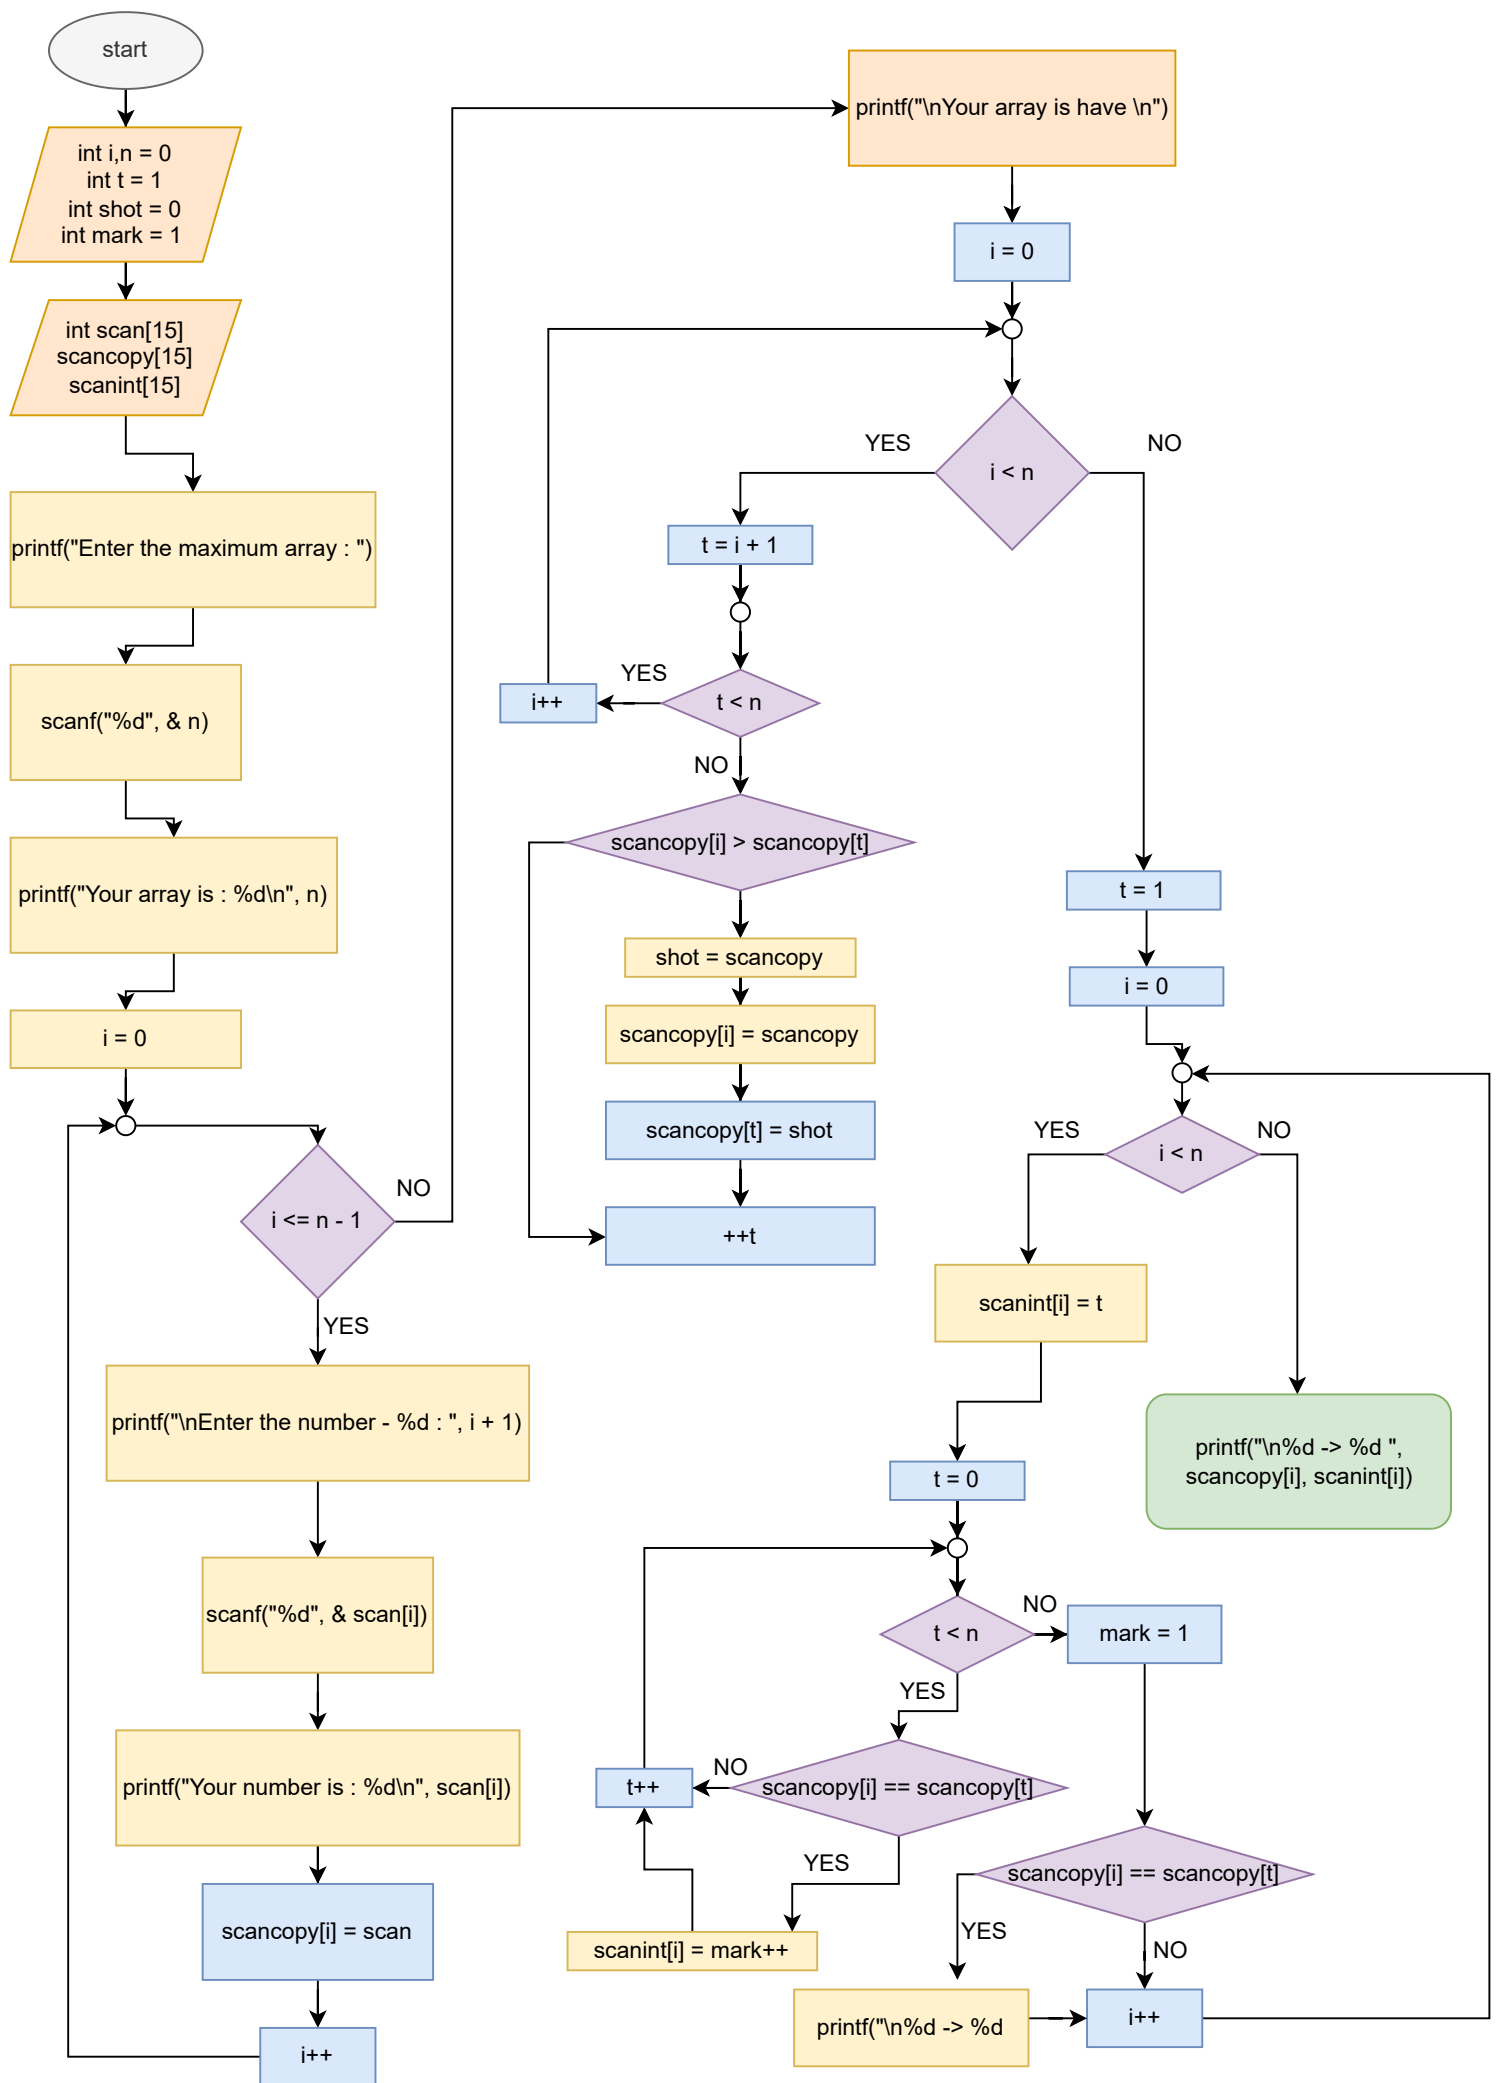 start
int i,n = 0
int t = 1
int shot = 0
int mark = 1
int scan[15]
scancopy[15]
scanint[15]
printf("Enter the maximum array : ")
scanf("%d", & n)
printf("Your array is : %d\n", n)
i = 0
i <= n - 1
NO
YES
printf("\nEnter the number - %d : ", i + 1)
scanf("%d", & scan[i])
printf("Your number is : %d\n", scan[i])
scancopy[i] = scan
i++
printf("\nYour array is have \n")
i = 0
i < n
YES
NO
t = i + 1
t < n
YES
i++
NO
scancopy[i] > scancopy[t]
shot = scancopy
scancopy[i] = scancopy
scancopy[t] = shot
++t
t = 1
i = 0
i < n
YES
NO
scanint[i] = t
printf("\n%d -> %d ",
scancopy[i], scanint[i])
t = 0
t < n
NO
mark = 1
YES
scancopy[i] == scancopy[t]
NO
t++
YES
scanint[i] = mark++
scancopy[i] == scancopy[t]
YES
NO
printf("\n%d -> %d
i++